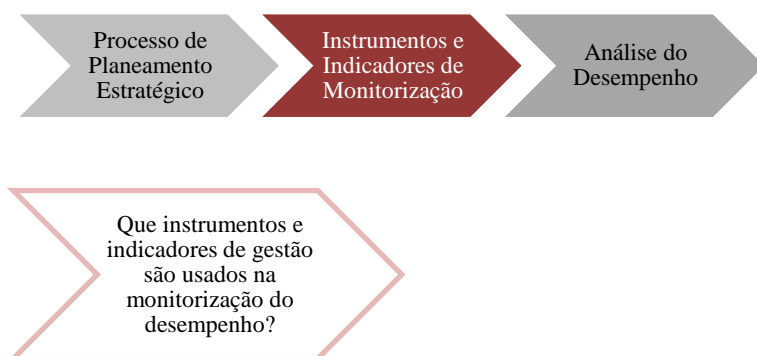 Processo de
Planeamento
Estratégico
Instrumentos e
Indicadores de
Monitorização
Análise do
Desempenho
Que instrumentos e
indicadores de gestão
são usados na
monitorização do
desempenho?